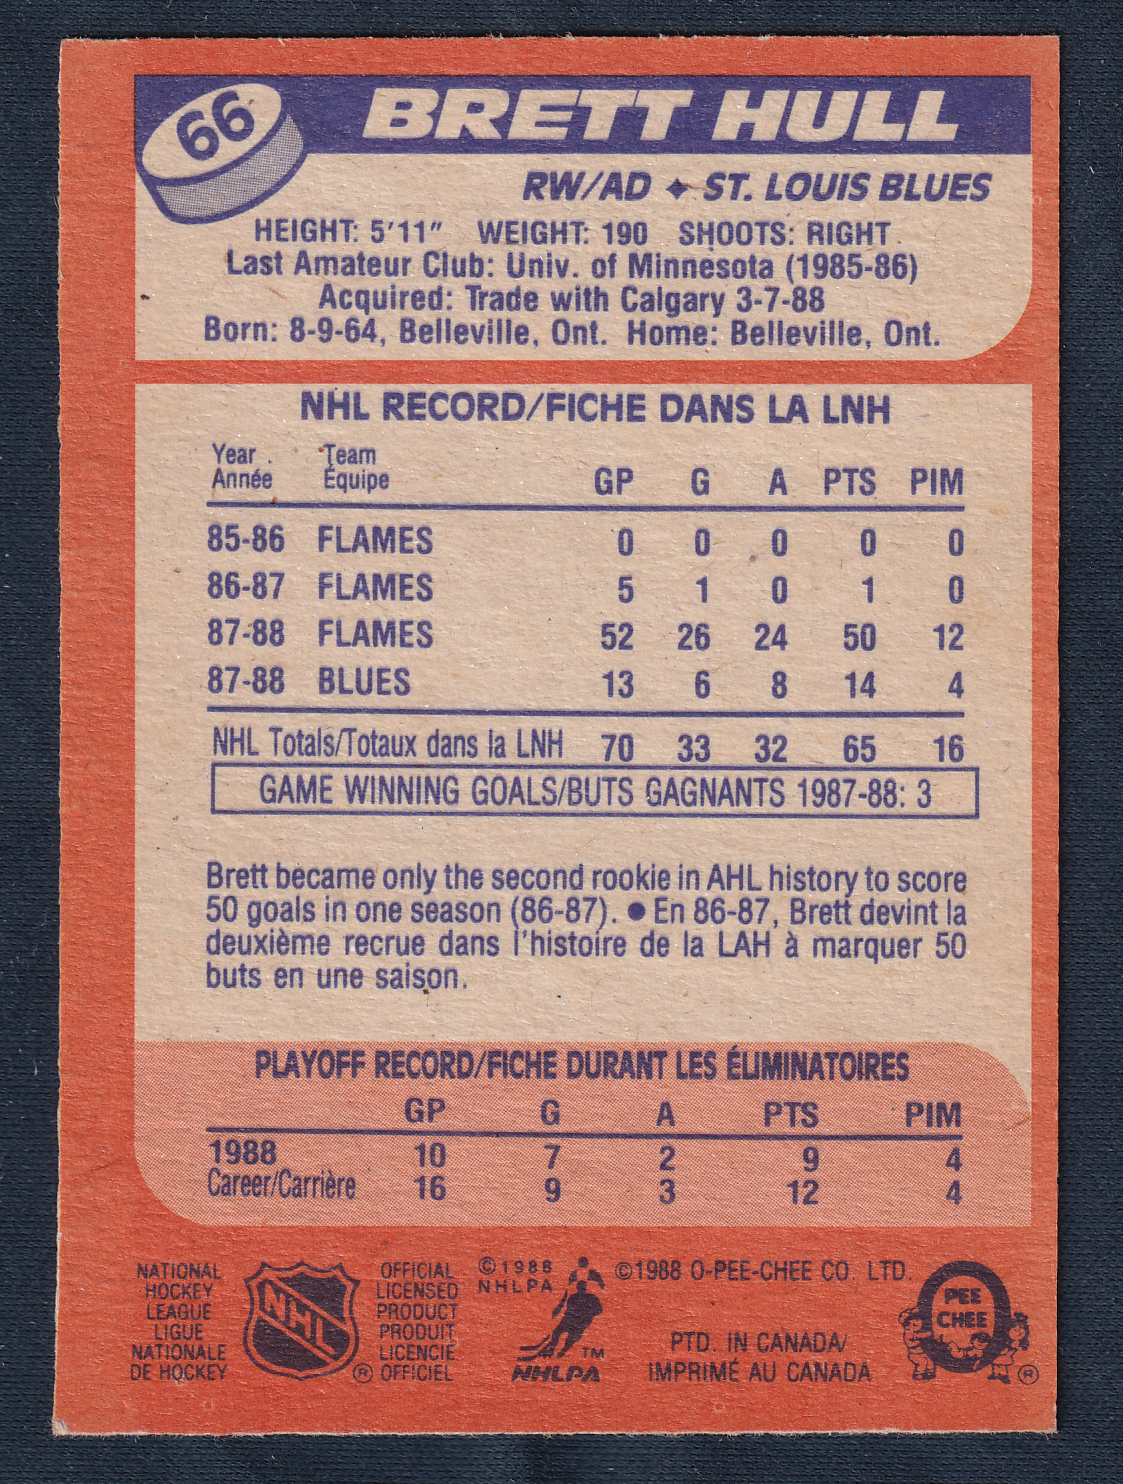 66
BRETT HULL
RW/AD ♦ ST. LOUIS BLUES
HEIGHT: 5'11" WEIGHT: 190 SHOOTS: RIGHT
Last Amateur Club: Univ. of Minnesota (1985-86)
Acquired: Trade with Calgary 3-7-88
Born: 8-9-64, Belleville, Ont. Home: Belleville, Ont.
NHL RECORD/FICHE DANS LA LNH
Year Team
Année Équipe GP G A PTS PIM
85-86 FLAMES 0 0 0 0 0
86-87 FLAMES 5 1 0 1 0
87-88 FLAMES 52 26 24 50 12
87-88 BLUES 13 6 8 14 4
NHL Totals/Totaux dans la LNH 70 33 32 65 16
GAME WINNING GOALS/BUTS GAGNANTS 1987-88: 3
Brett became only the second rookie in AHL history to score
50 goals in one season (86-87). ● En 86-87, Brett devint la
deuxième recrue dans l'histoire de la LAH à marquer 50
buts en une saison.
PLAYOFF RECORD/FICHE DURANT LES ÉLIMINATOIRES
GP G A PTS PIM
1988 10 7 2 9 4
Career/Carrière 16 9 3 12 4
NATIONAL
HOCKEY
LEAGUE
LIGUE
NATIONALE
DE HOCKEY
NHL
®
OFFICIAL
LICENSED
PRODUCT
PRODUIT
LICENCIÉ
OFFICIEL
©1988
NHLPA
TM
NHLPA
©1988 O-PEE-CHEE CO. LTD.
PTD. IN CANADA/
IMPRIMÉ AU CANADA
O
PEE
CHEE
®